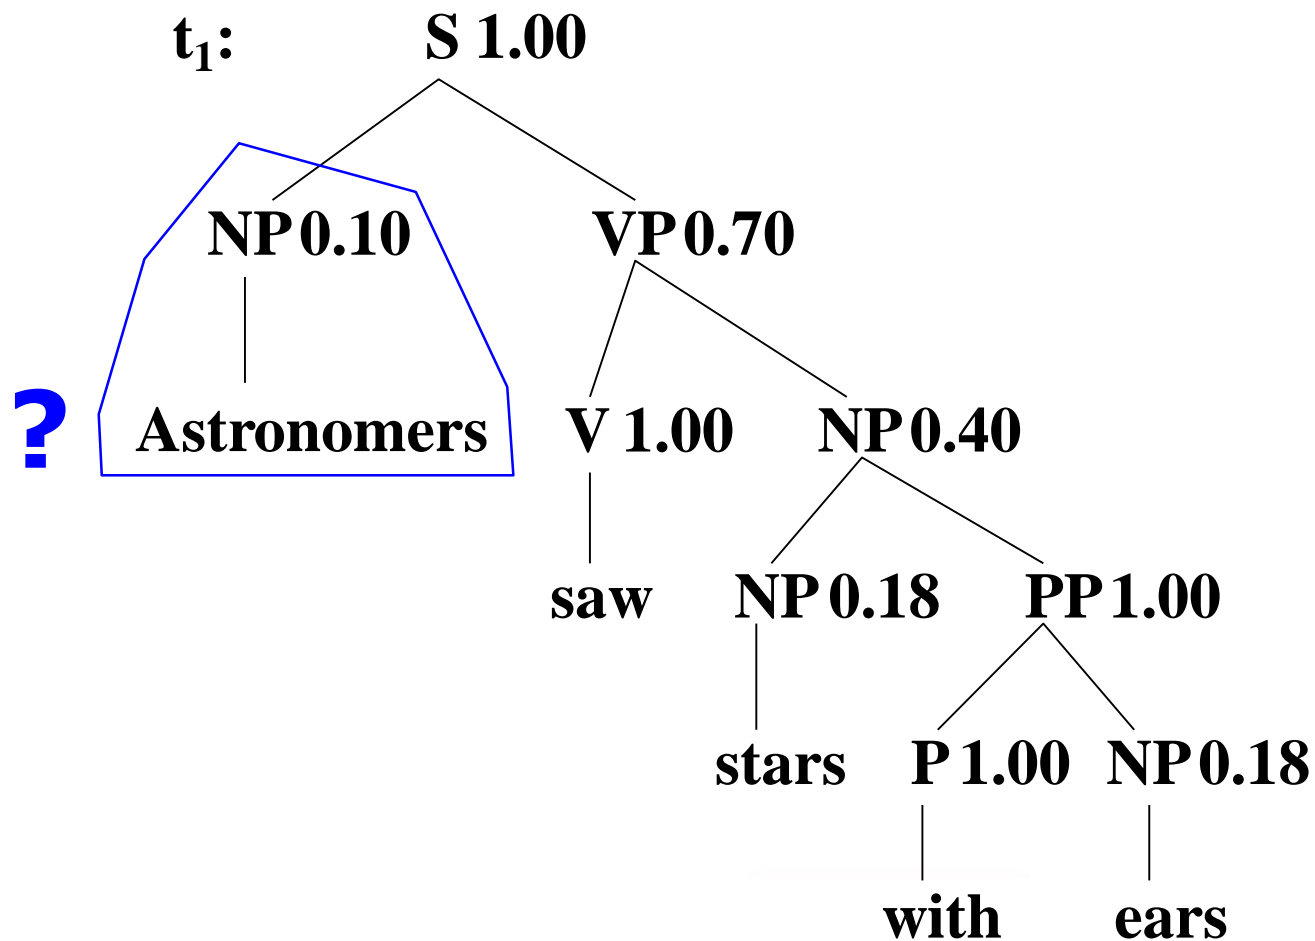 t₁: S 1.00
NP 0.10 VP 0.70
? Astronomers V 1.00 NP 0.40
saw NP 0.18 PP 1.00
stars P 1.00 NP 0.18
with ears